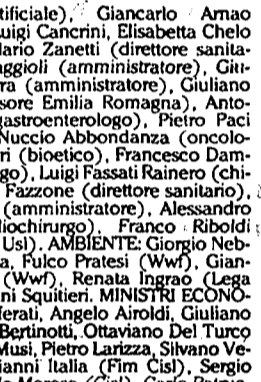 tificiale), Giancarlo Arnao
uigi Cancrini, Elisabetta Chelo
lario Zanetti (direttore sanita-
aggioli (amministratore), Giu-
ra (amministratore), Giuliano
sore Emilia Romagna), Anto-
gastroenterologo), Pietro Paci
Nuccio Abbondanza (oncolo-
ri (bioetico), Francesco Dam-
go), Luigi Fassati Rainero (chi-
Fazzone (direttore sanitario),
(amministratore), Alessandro
diochirurgo), Franco Riboldi
Usl). AMBIENTE: Giorgio Neb-
a, Fulco Pratesi (Wwf), Gian-
(Wwf), Renata Ingrao (Lega
ni Squitieri. MINISTRI ECONO-
ferati, Angelo Airoldi, Giuliano
Bertinotti, Ottaviano Del Turco
Musi, Pietro Larizza, Silvano Ve-
ianni Italia (Fim Cisl), Sergio